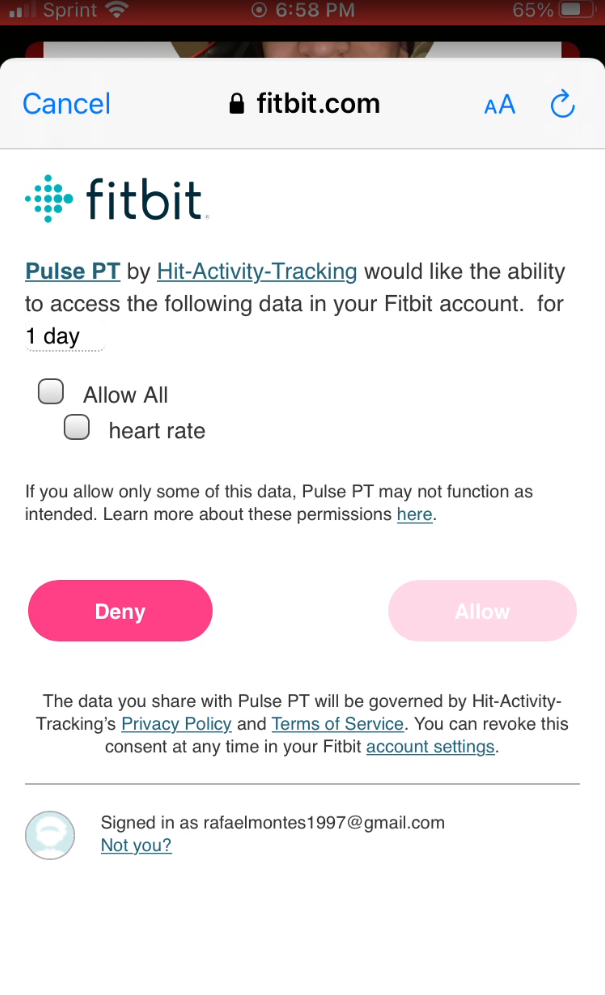 Sprint 6:58 PM 65%
Cancel fitbit.com AA
fitbit
Pulse PT by Hit-Activity-Tracking would like the ability
to access the following data in your Fitbit account. for
1 day
Allow All
heart rate
If you allow only some of this data, Pulse PT may not function as
intended. Learn more about these permissions here.
Deny Allow
The data you share with Pulse PT will be governed by Hit-Activity-
Tracking's Privacy Policy and Terms of Service. You can revoke this
consent at any time in your Fitbit account settings.
Signed in as rafaelmontes1997@gmail.com
Not you?